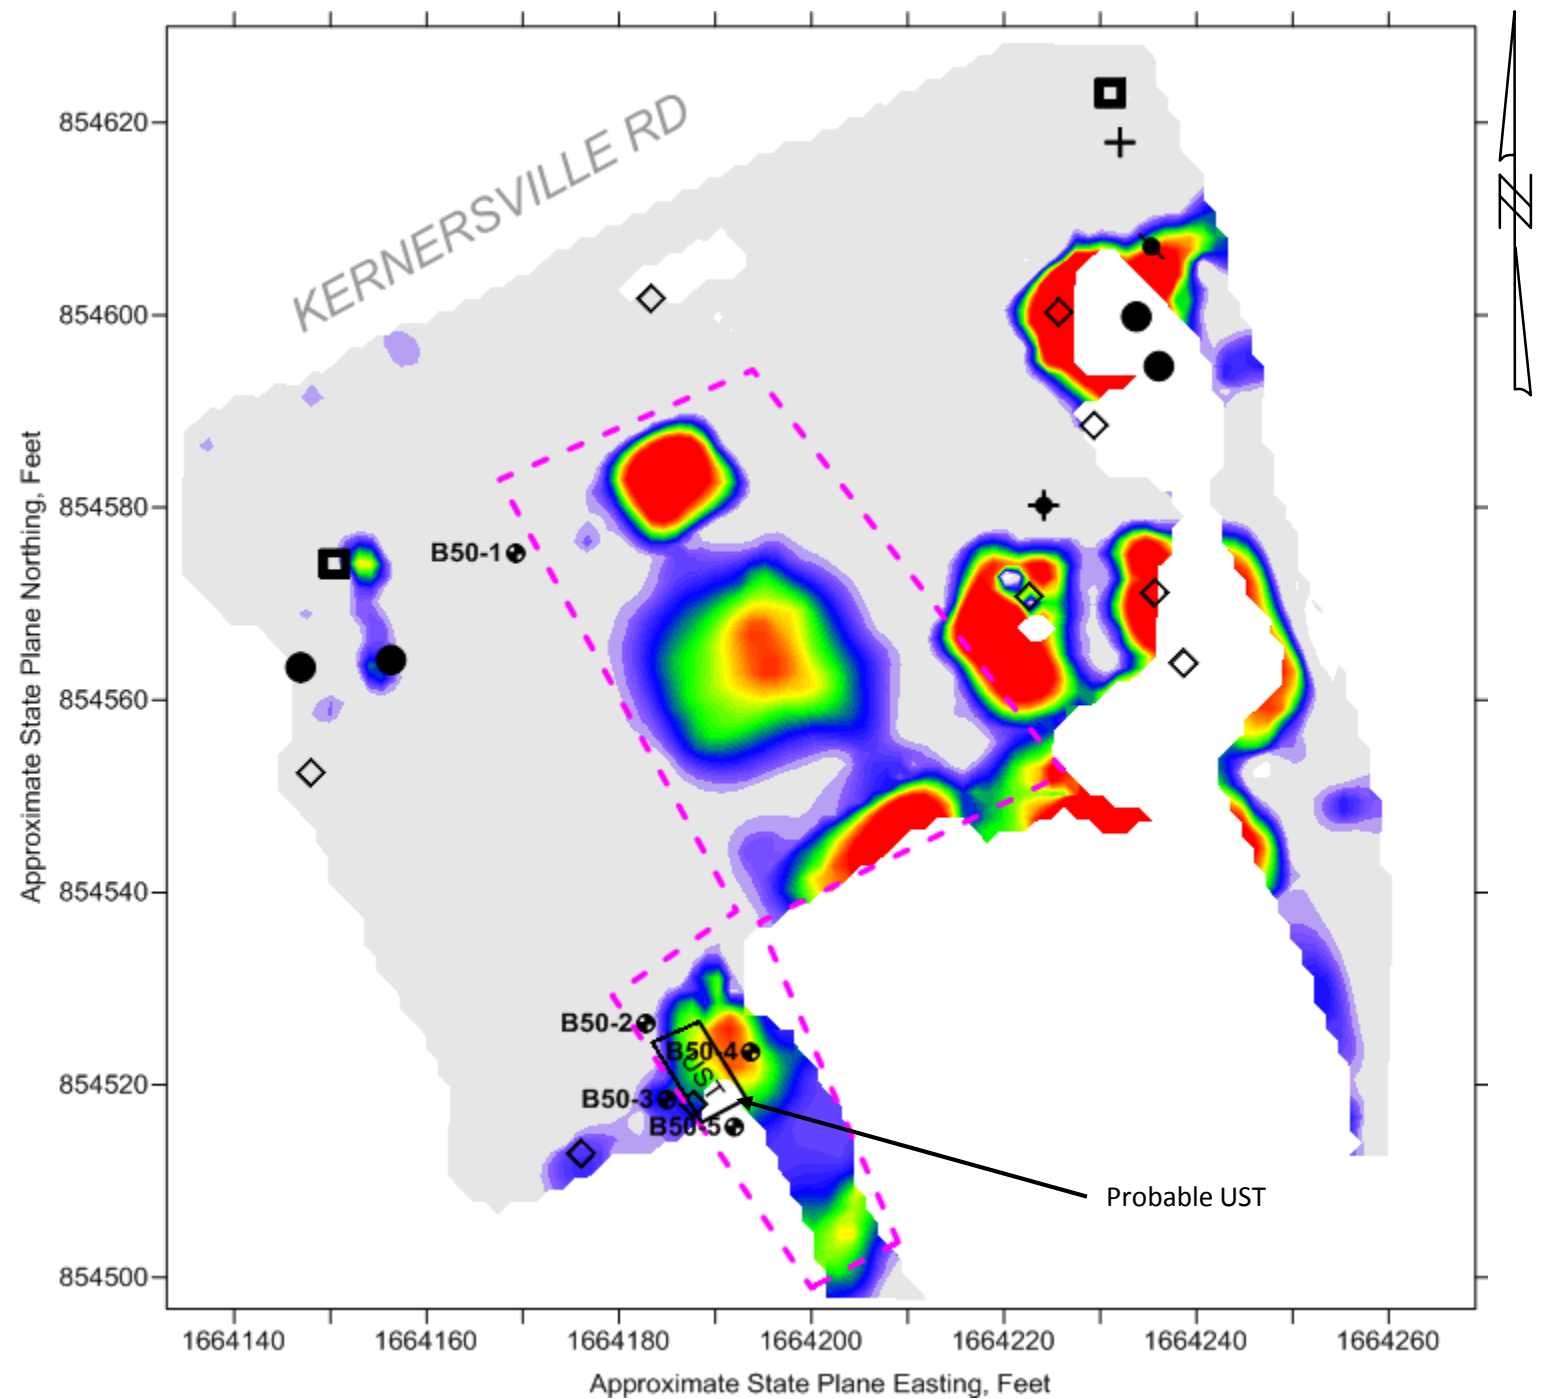 N
854620
KERNERSVILLE RD
854600
854580
B50-1
854560
854540
B50-2
B50-4
UST
854520
B50-3
B50-5
Probable UST
854500
Approximate State Plane Northing, Feet
1664140 1664160 1664180 1664200 1664220 1664240 1664260
Approximate State Plane Easting, Feet